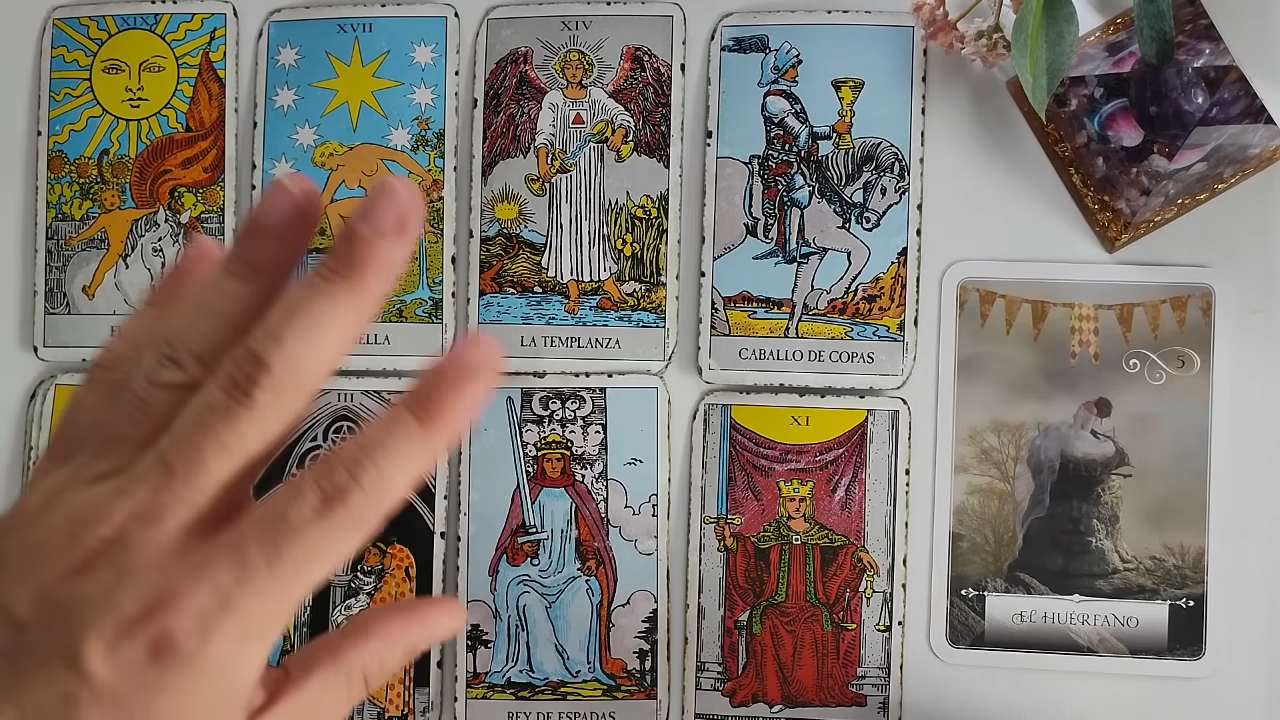 XIX
XVII
XIV
LA TEMPLANZA
CABALLO DE COPAS
III
REY DE ESPADAS
XI
5
EL HUÉRFANO